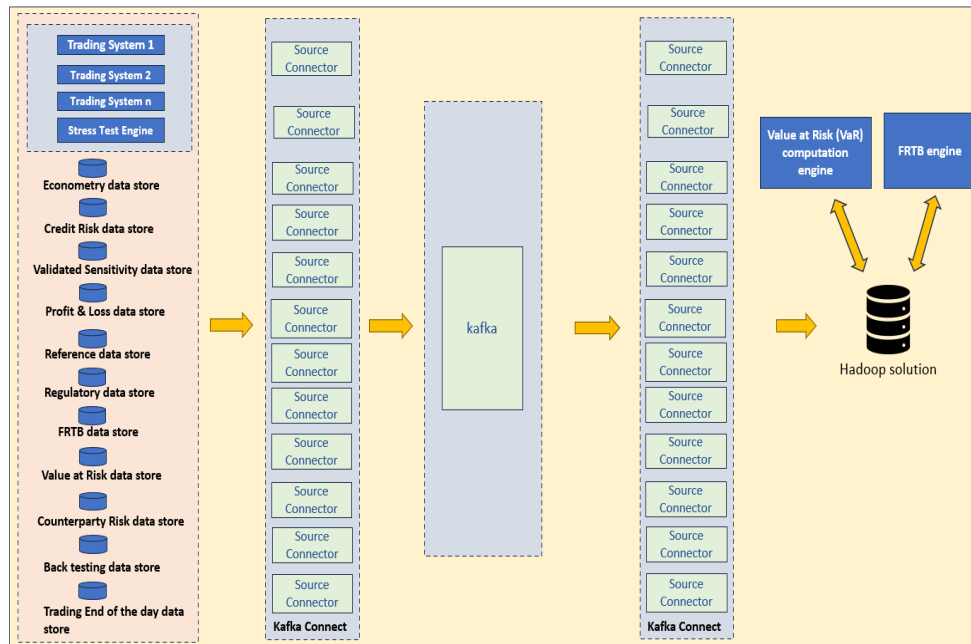 Trading System 1
Trading System 2
Trading System n
Stress Test Engine
Econometry data store
Credit Risk data store
Validated Sensitivity data store
Profit & Loss data store
Reference data store
Regulatory data store
FRTB data store
Value at Risk data store
Counterparty Risk data store
Back testing data store
Trading End of the day data
store
Source
Connector
Source
Connector
Source
Connector
Source
Connector
Source
Connector
Source
Connector
Source
Connector
Source
Connector
Source
Connector
Source
Connector
Source
Connector
Source
Connector
Kafka Connect
kafka
Source
Connector
Source
Connector
Source
Connector
Source
Connector
Source
Connector
Source
Connector
Source
Connector
Source
Connector
Source
Connector
Source
Connector
Source
Connector
Source
Connector
Kafka Connect
Value at Risk (VaR)
computation
engine
FRTB engine
Hadoop solution